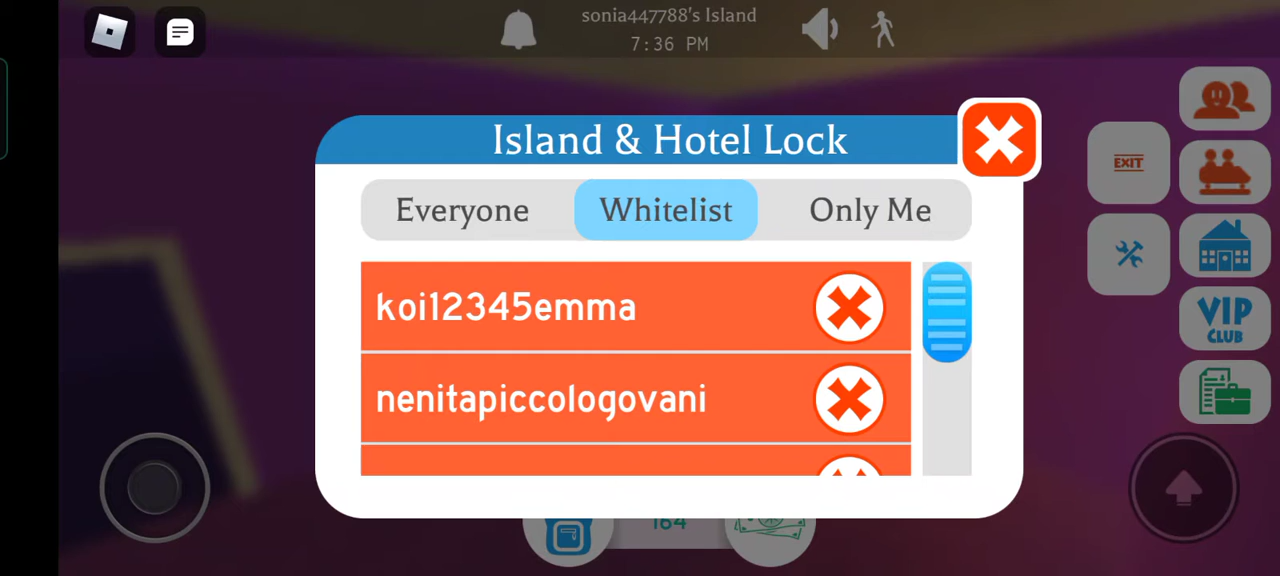 sonia447788's Island
7:36 PM
Island & Hotel Lock
Everyone
Whitelist
Only Me
EXIT
koi12345emma
nenitapiccologovani
VIP
CLUB
164